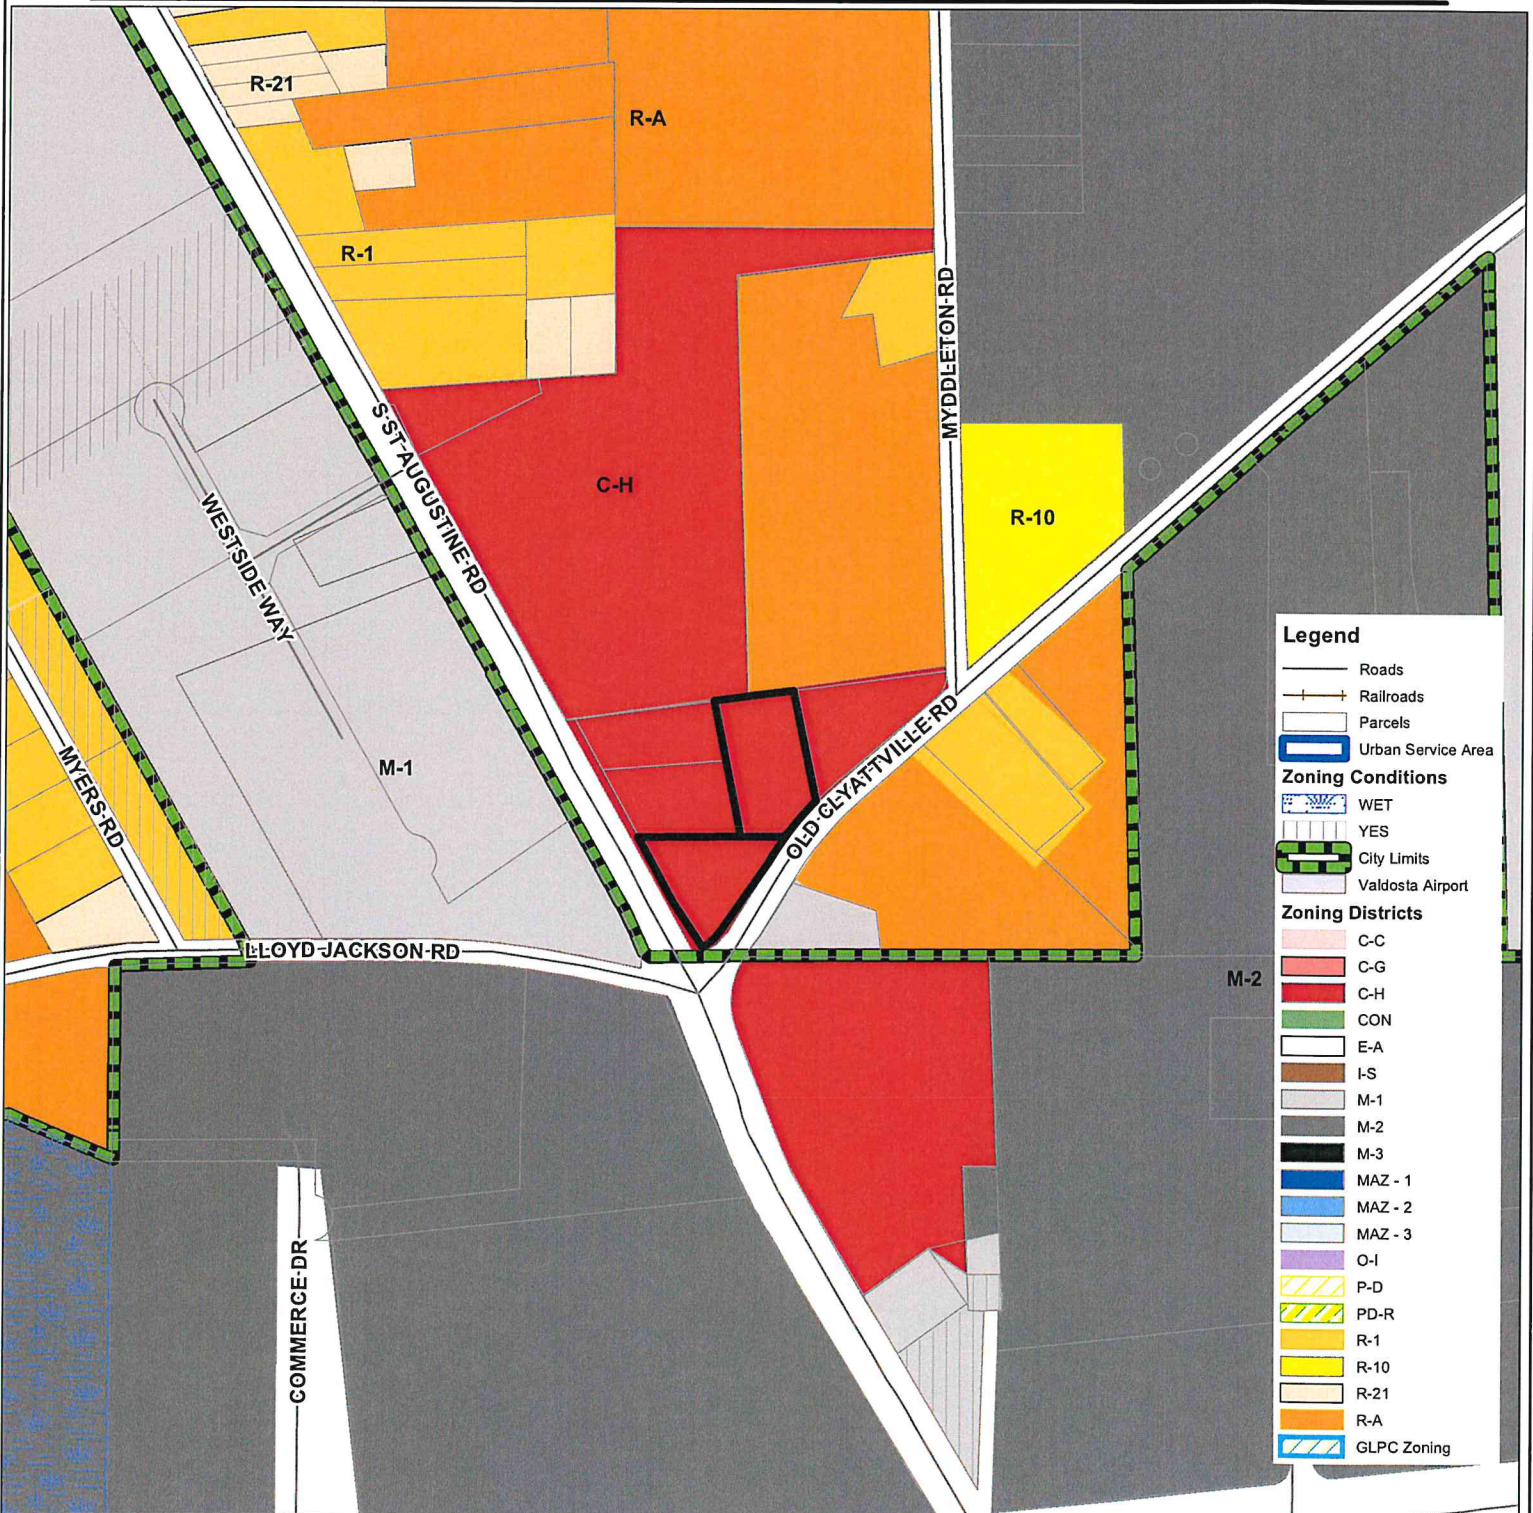 R-21
R-A
R-1
MYDDLETON RD
S ST AUGUSTINE RD
C-H
R-10
WESTSIDE WAY
MYERS RD
M-1
OLD CLYATTVILLE RD
LLOYD JACKSON RD
M-2
COMMERCE DR
Legend
Roads
Railroads
Parcels
Urban Service Area
Zoning Conditions
WET
YES
City Limits
Valdosta Airport
Zoning Districts
C-C
C-G
C-H
CON
E-A
I-S
M-1
M-2
M-3
MAZ - 1
MAZ - 2
MAZ - 3
O-I
P-D
PD-R
R-1
R-10
R-21
R-A
GLPC Zoning